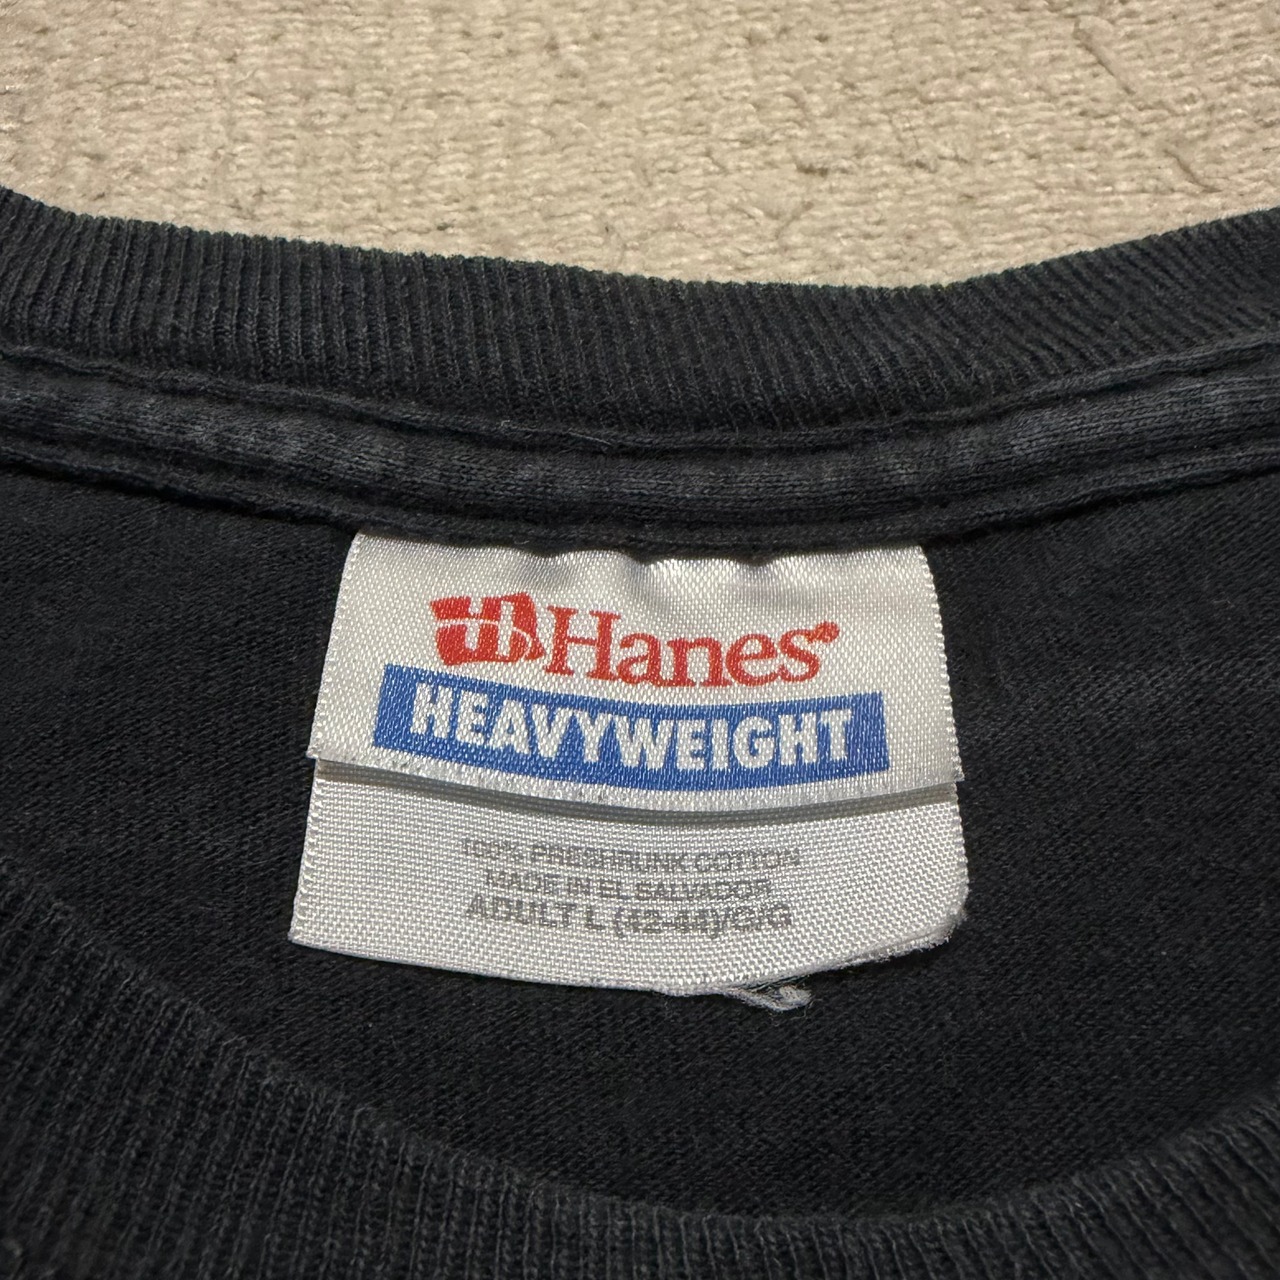 Hanes®
HEAVYWEIGHT
100% PRESHRUNK COTTON
MADE IN EL SALVADOR
ADULT L (42-44)/G/G